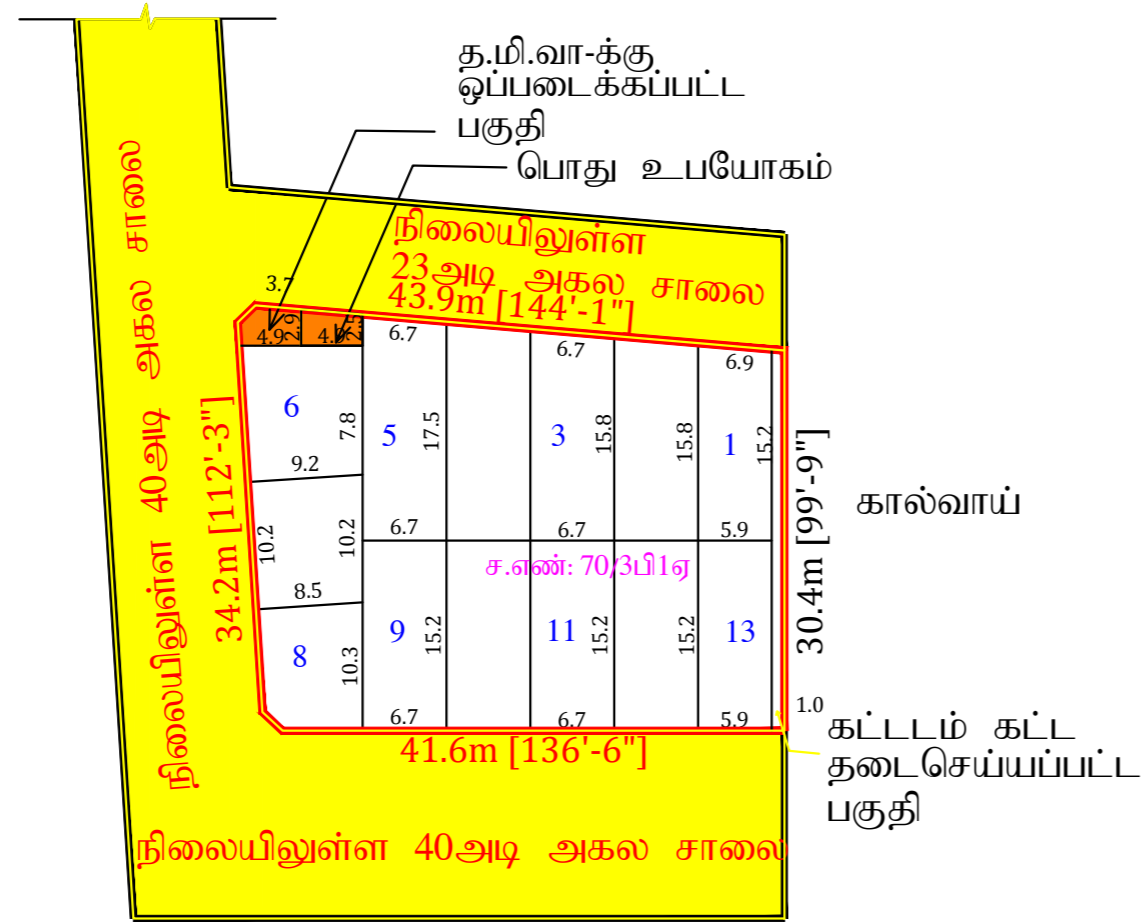 த.மி.வா-க்கு
ஒப்படைக்கப்பட்ட
பகுதி
பொது உபயோகம்
நிலையிலுள்ள
23அடி அகல சாலை
43.9m [144'-1"]
நிலையிலுள்ள 40அடி அகல சாலை
3.7
4.9
2.9
4.9
2.5
6.7
6.7
6.9
6
7.8
5
17.5
3
15.8
15.8
1
15.2
9.2
34.2m [112'-3"]
30.4m [99'-9"]
கால்வாய்
10.2
10.2
6.7
6.7
5.9
ச.எண்: 70/3பி1ஏ
8.5
8
10.3
9
15.2
11
15.2
15.2
13
6.7
6.7
5.9
1.0
41.6m [136'-6"]
கட்டடம் கட்ட
தடைசெய்யப்பட்ட
பகுதி
நிலையிலுள்ள 40அடி அகல சாலை